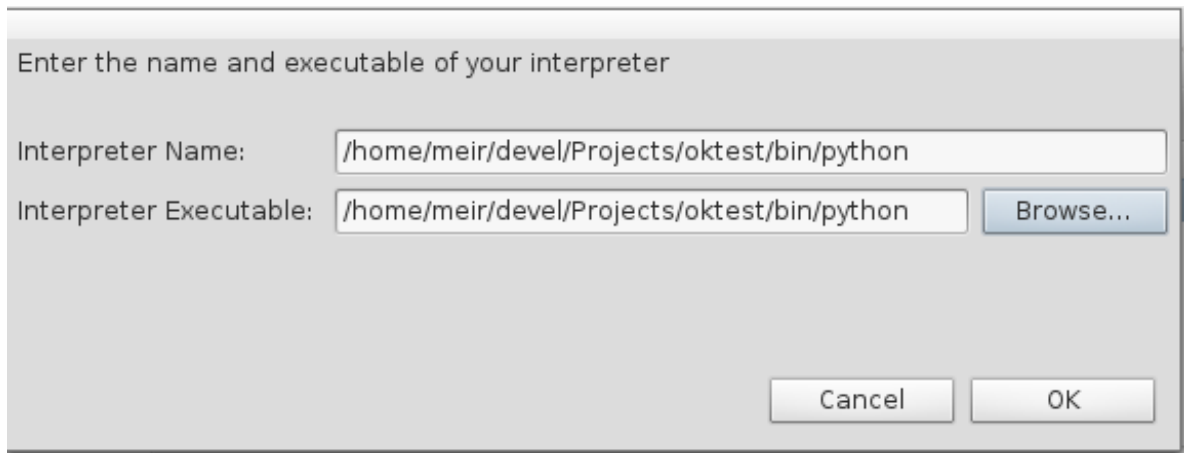 Enter the name and executable of your interpreter
Interpreter Name: /home/meir/devel/Projects/oktest/bin/python
Interpreter Executable: /home/meir/devel/Projects/oktest/bin/python Browse...
Cancel OK